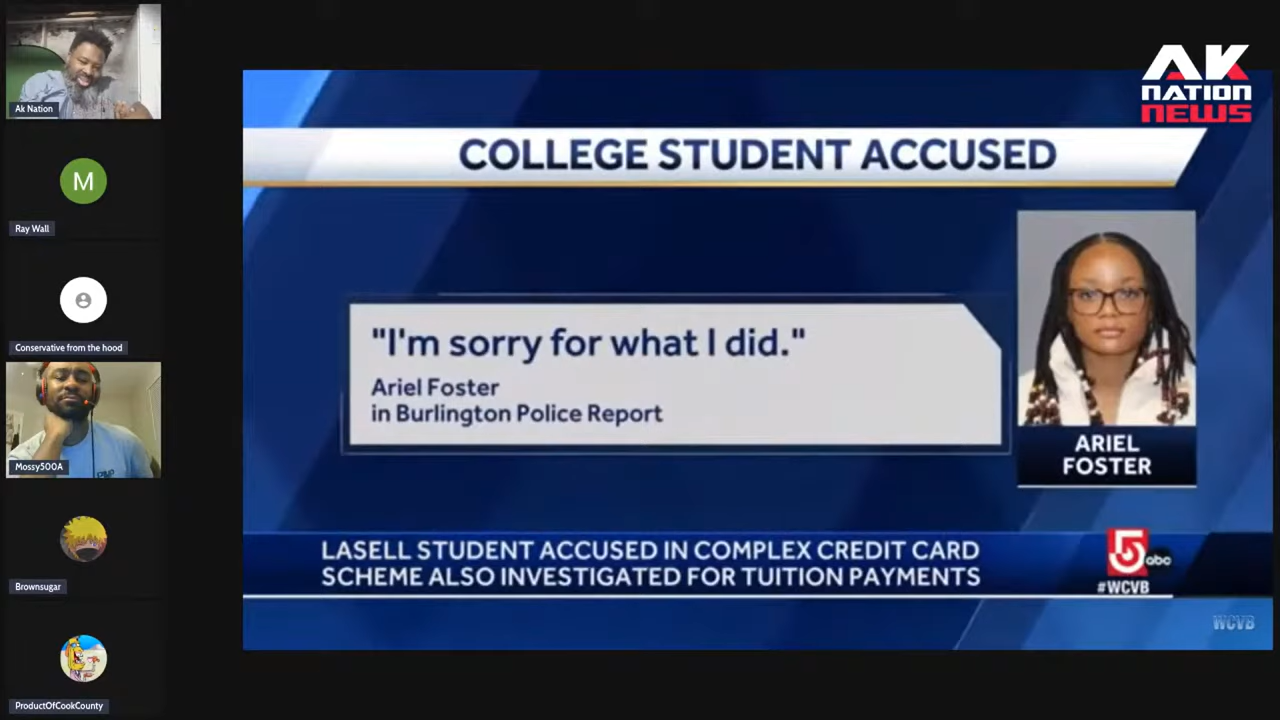 Ak Nation
M
Ray Wall
Conservative from the hood
Mossy500A
Brownsugar
ProductOfCookCounty
AK
NATION
NEWS
COLLEGE STUDENT ACCUSED
"I'm sorry for what I did."
Ariel Foster
in Burlington Police Report
ARIEL
FOSTER
LASELL STUDENT ACCUSED IN COMPLEX CREDIT CARD
SCHEME ALSO INVESTIGATED FOR TUITION PAYMENTS
5 abc
#WCVB
WCVB